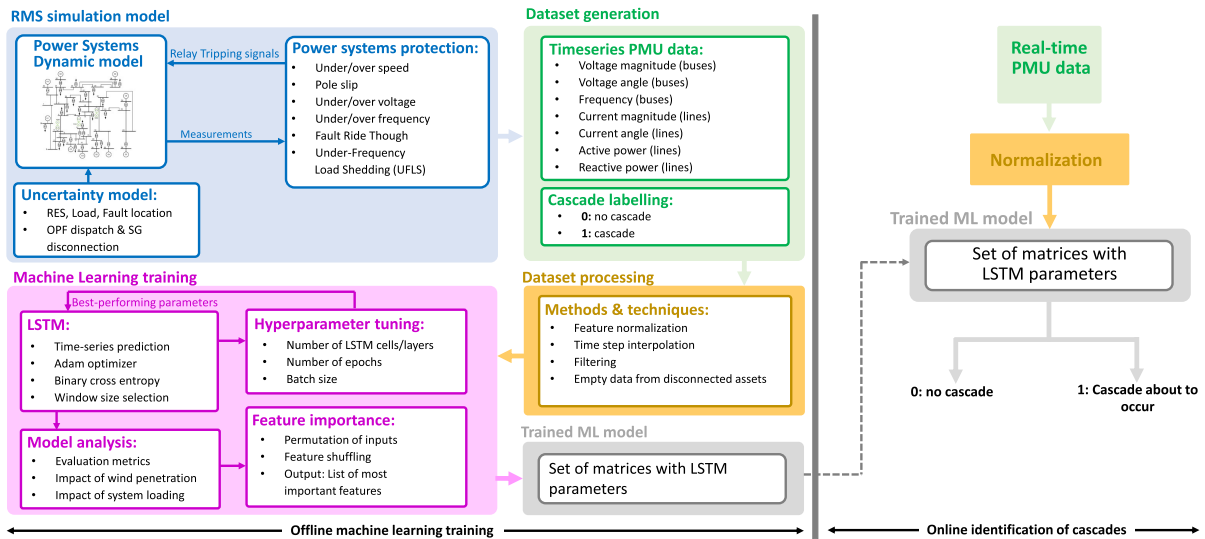 RMS simulation model
Power Systems
Dynamic model
Relay Tripping signals
Measurements
Power systems protection:
• Under/over speed
• Pole slip
• Under/over voltage
• Under/over frequency
• Fault Ride Though
• Under-Frequency
Load Shedding (UFLS)
Uncertainty model:
• RES, Load, Fault location
• OPF dispatch & SG
disconnection
Dataset generation
Timeseries PMU data:
• Voltage magnitude (buses)
• Voltage angle (buses)
• Frequency (buses)
• Current magnitude (lines)
• Current angle (lines)
• Active power (lines)
• Reactive power (lines)
Cascade labelling:
• 0: no cascade
• 1: cascade
Machine Learning training
Best-performing parameters
LSTM:
• Time-series prediction
• Adam optimizer
• Binary cross entropy
• Window size selection
Hyperparameter tuning:
• Number of LSTM cells/layers
• Number of epochs
• Batch size
Model analysis:
• Evaluation metrics
• Impact of wind penetration
• Impact of system loading
Feature importance:
• Permutation of inputs
• Feature shuffling
• Output: List of most
important features
Dataset processing
Methods & techniques:
• Feature normalization
• Time step interpolation
• Filtering
• Empty data from disconnected assets
Trained ML model
Set of matrices with LSTM
parameters
Offline machine learning training
Real-time
PMU data
Normalization
Trained ML model
Set of matrices with
LSTM parameters
0: no cascade
1: Cascade about to
occur
Online identification of cascades